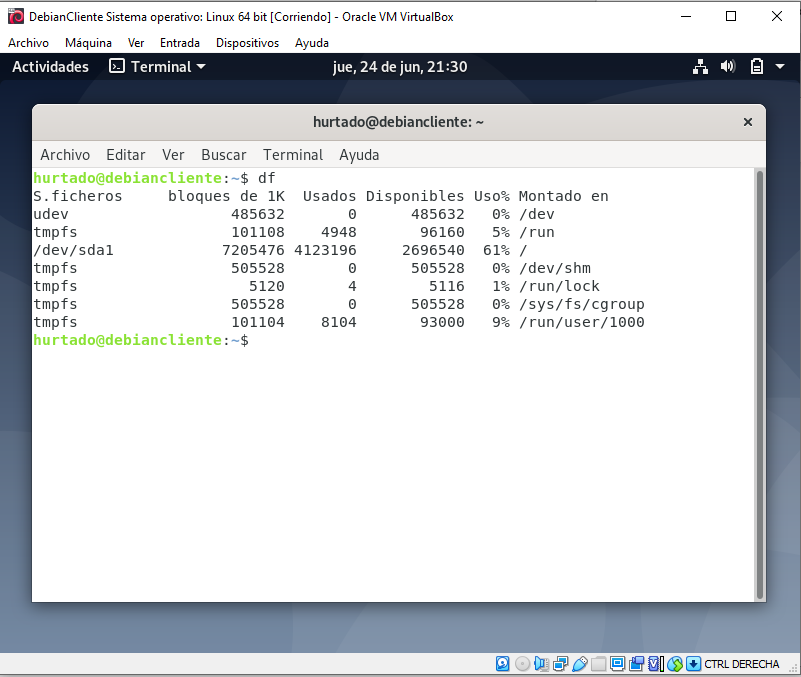 DebianCliente Sistema operativo: Linux 64 bit [Corriendo] - Oracle VM VirtualBox
Archivo Máquina Ver Entrada Dispositivos Ayuda
Actividades Terminal jue, 24 de jun, 21:30
hurtado@debiancliente: ~
Archivo Editar Ver Buscar Terminal Ayuda
hurtado@debiancliente:~$ df
S.ficheros     bloques de 1K  Usados Disponibles Uso% Montado en
udev                  485632       0      485632   0% /dev
tmpfs                 101108    4948       96160   5% /run
/dev/sda1            7205476 4123196     2696540  61% /
tmpfs                 505528       0      505528   0% /dev/shm
tmpfs                   5120       4        5116   1% /run/lock
tmpfs                 505528       0      505528   0% /sys/fs/cgroup
tmpfs                 101104    8104       93000   9% /run/user/1000
hurtado@debiancliente:~$
CTRL DERECHA